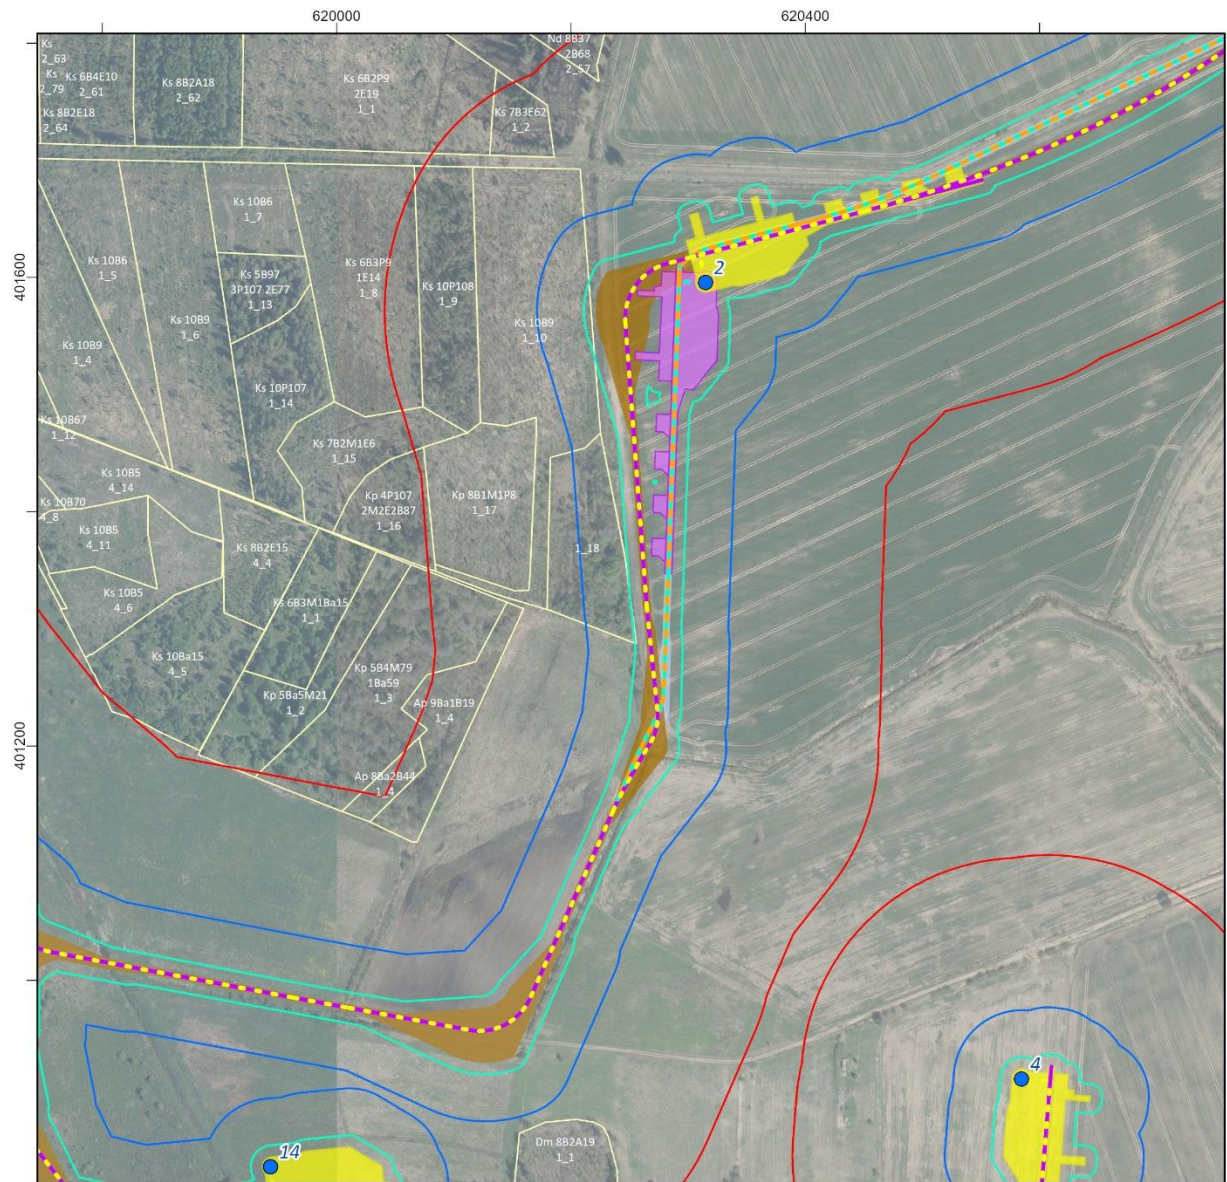 620000
620400
401600
401200
Ks
2_63
Ks
2_79
Ks 6B4E10
2_61
Ks 8B2E18
2_64
Ks 8B2A18
2_62
Ks 6B2P9
2E19
1_1
Ks 7B3E62
1_2
Nd 8B37
2B68
2_57
Ks 10B6
1_7
Ks 10B6
1_5
Ks 5B97
3P107 2E77
1_13
Ks 6B3P9
1E14
1_8
Ks 10P108
1_9
Ks 10B9
1_10
Ks 10B9
1_6
Ks 10B9
1_4
Ks 10P107
1_14
Ks 10B67
1_12
Ks 7B2M1E6
1_15
Ks 10B5
4_14
Kp 4P107
2M2E2B87
1_16
Kp 8B1M1P8
1_17
Ks 10B70
4_8
Ks 10B5
4_11
Ks 8B2E15
4_4
1_18
Ks 10B5
4_6
Ks 6B3M1Ba15
1_1
Ks 10Ba15
4_5
Kp 5B4M79
1Ba59
1_3
Kp 5Ba5M21
1_2
Ap 9Ba1B19
1_4
Ap 8Ba2B44
1_4
2
4
14
Dm 8B2A19
1_1